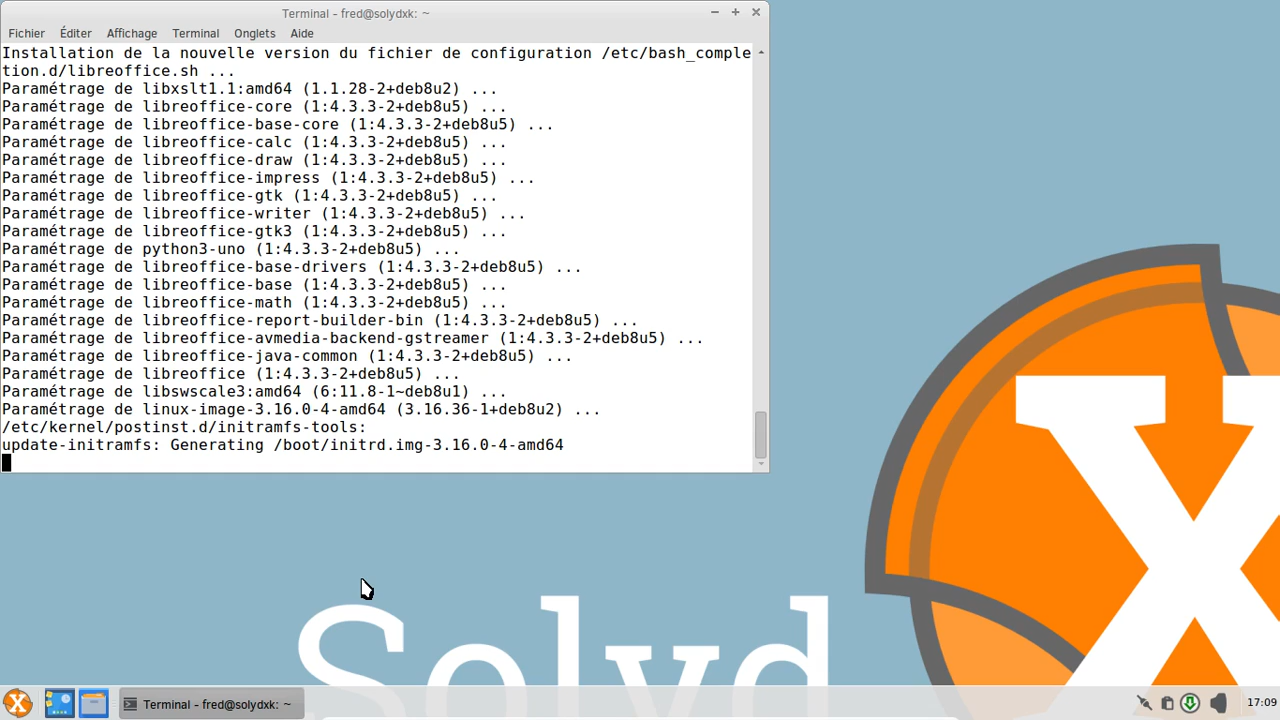 Terminal - fred@solydxk: ~
Fichier Éditer Affichage Terminal Onglets Aide
Installation de la nouvelle version du fichier de configuration /etc/bash_comple
tion.d/libreoffice.sh ...
Paramétrage de libxslt1.1:amd64 (1.1.28-2+deb8u2) ...
Paramétrage de libreoffice-core (1:4.3.3-2+deb8u5) ...
Paramétrage de libreoffice-base-core (1:4.3.3-2+deb8u5) ...
Paramétrage de libreoffice-calc (1:4.3.3-2+deb8u5) ...
Paramétrage de libreoffice-draw (1:4.3.3-2+deb8u5) ...
Paramétrage de libreoffice-impress (1:4.3.3-2+deb8u5) ...
Paramétrage de libreoffice-gtk (1:4.3.3-2+deb8u5) ...
Paramétrage de libreoffice-writer (1:4.3.3-2+deb8u5) ...
Paramétrage de libreoffice-gtk3 (1:4.3.3-2+deb8u5) ...
Paramétrage de python3-uno (1:4.3.3-2+deb8u5) ...
Paramétrage de libreoffice-base-drivers (1:4.3.3-2+deb8u5) ...
Paramétrage de libreoffice-base (1:4.3.3-2+deb8u5) ...
Paramétrage de libreoffice-math (1:4.3.3-2+deb8u5) ...
Paramétrage de libreoffice-report-builder-bin (1:4.3.3-2+deb8u5) ...
Paramétrage de libreoffice-avmedia-backend-gstreamer (1:4.3.3-2+deb8u5) ...
Paramétrage de libreoffice-java-common (1:4.3.3-2+deb8u5) ...
Paramétrage de libreoffice (1:4.3.3-2+deb8u5) ...
Paramétrage de libswscale3:amd64 (6:11.8-1~deb8u1) ...
Paramétrage de linux-image-3.16.0-4-amd64 (3.16.36-1+deb8u2) ...
/etc/kernel/postinst.d/initramfs-tools:
update-initramfs: Generating /boot/initrd.img-3.16.0-4-amd64
X
Solyd
Terminal - fred@solydxk: ~
17:09